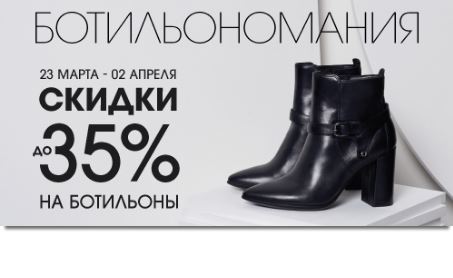 БОТИЛЬОНОМАНИЯ
23 МАРТА - 02 АПРЕЛЯ
СКИДКИ
ДО 35%
НА БОТИЛЬОНЫ